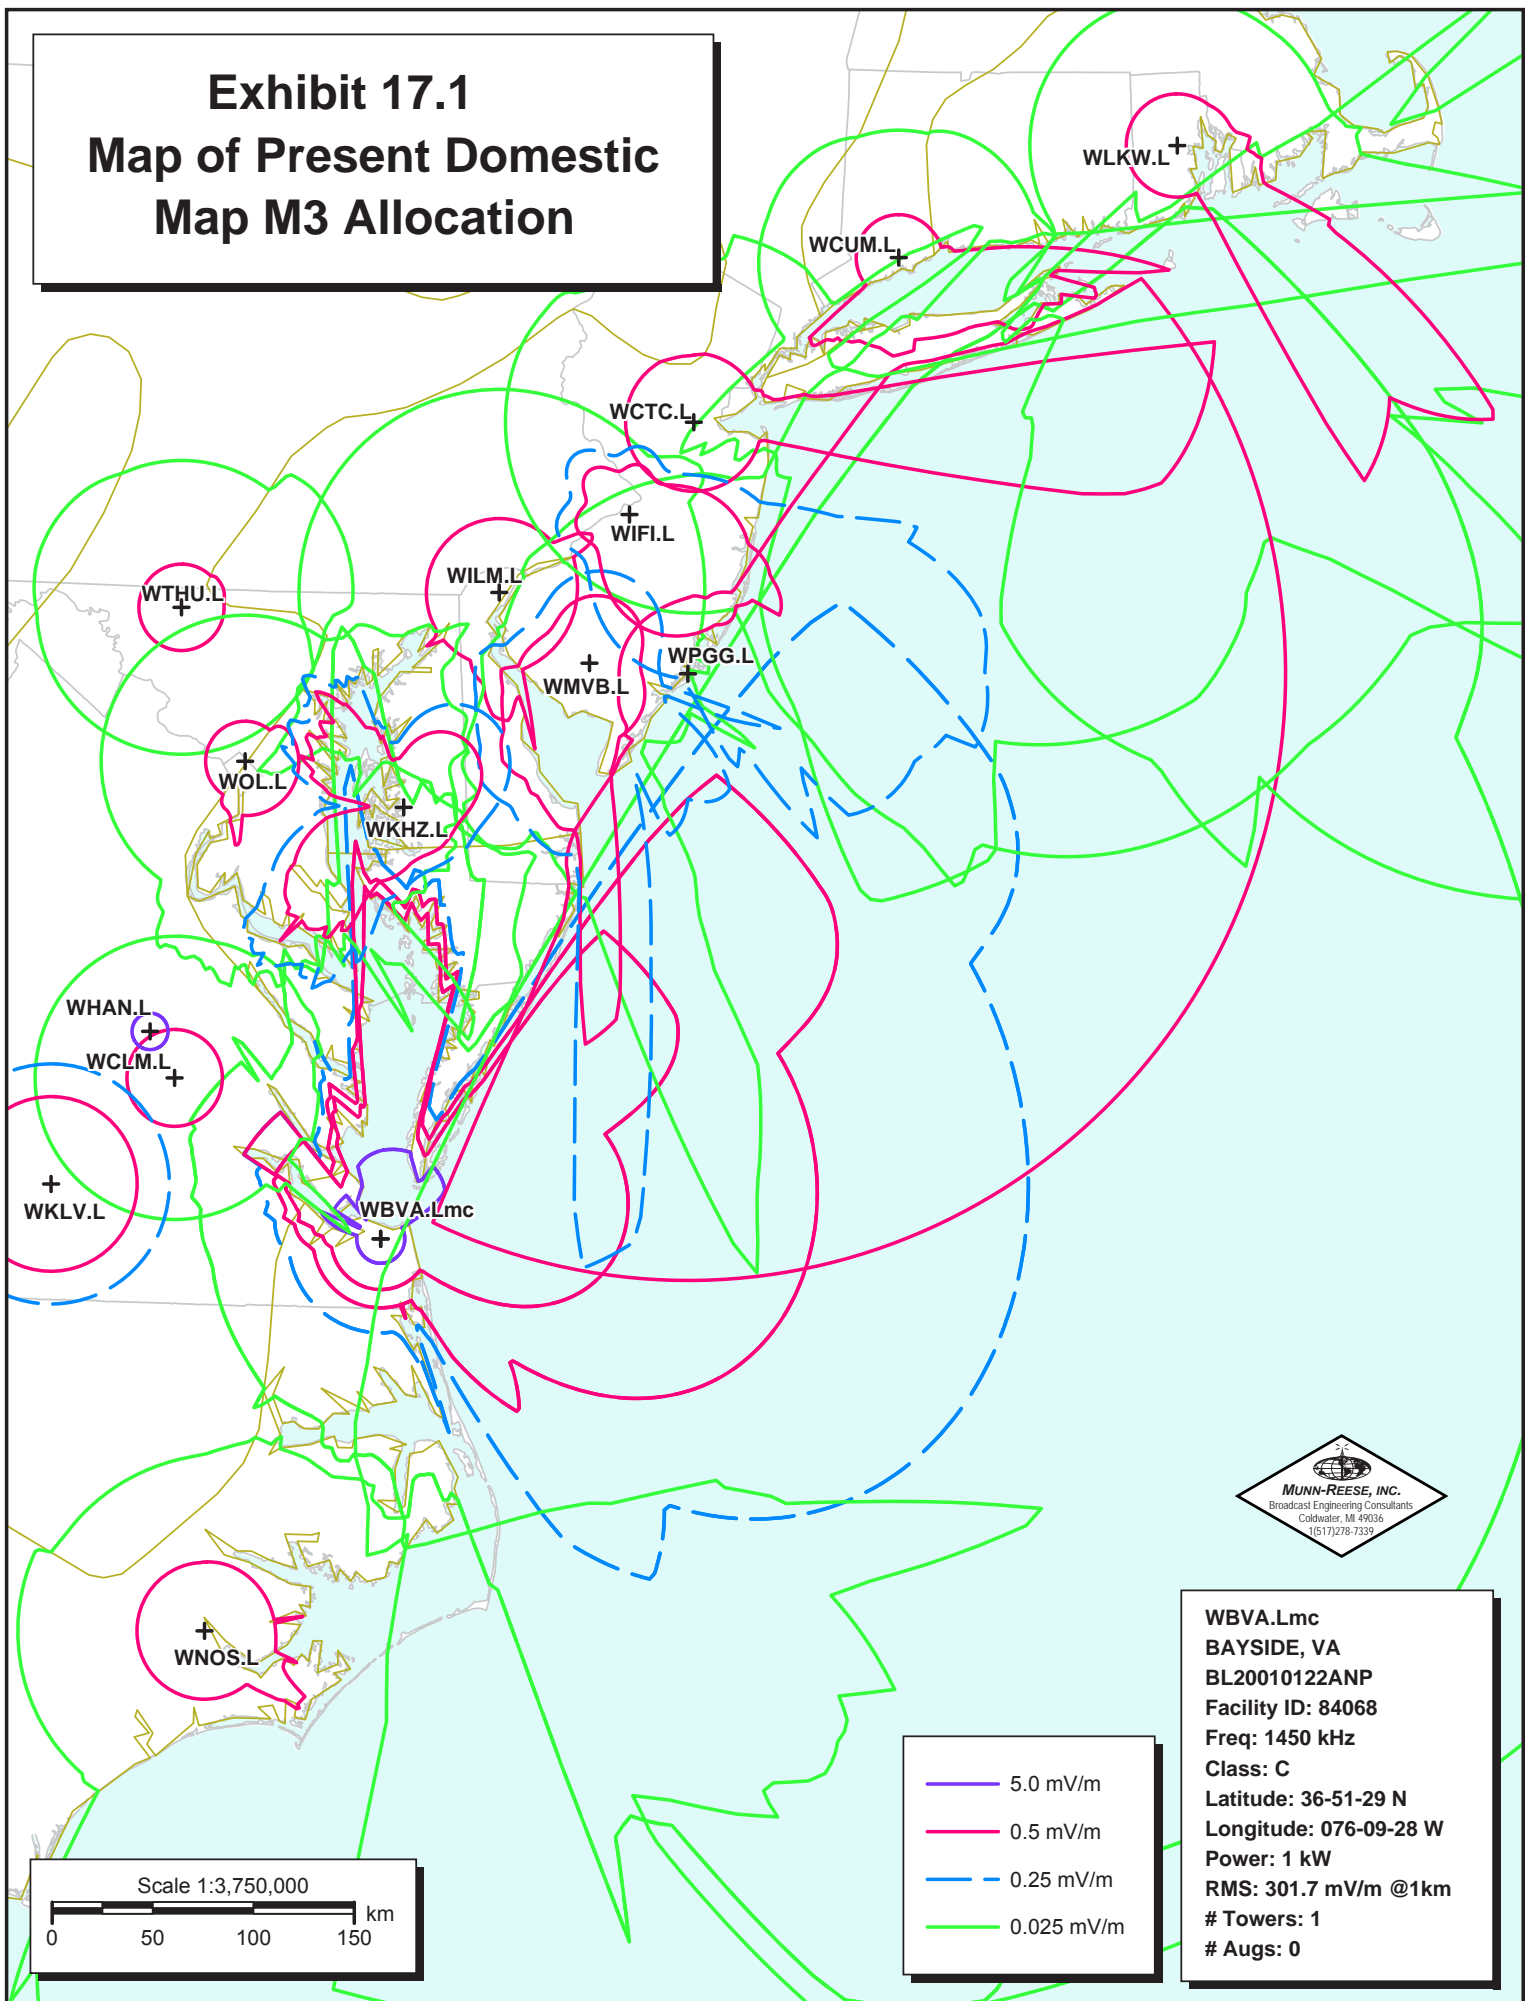 Exhibit 17.1
Map of Present Domestic
Map M3 Allocation
WLKW.L
WCUM.L
WCTC.L
WIFI.L
WILM.L
WTHU.L
WMVB.L
WPGG.L
WOL.L
WKHZ.L
WHAN.L
WCLM.L
WKLV.L
WBVA.Lmc
WNOS.L
MUNN-REESE, INC.
Broadcast Engineering Consultants
Coldwater, MI 49036
1(517)278-7339
WBVA.Lmc
BAYSIDE, VA
BL20010122ANP
Facility ID: 84068
Freq: 1450 kHz
Class: C
Latitude: 36-51-29 N
Longitude: 076-09-28 W
Power: 1 kW
RMS: 301.7 mV/m @1km
# Towers: 1
# Augs: 0
5.0 mV/m
0.5 mV/m
0.25 mV/m
0.025 mV/m
Scale 1:3,750,000
km
0 50 100 150